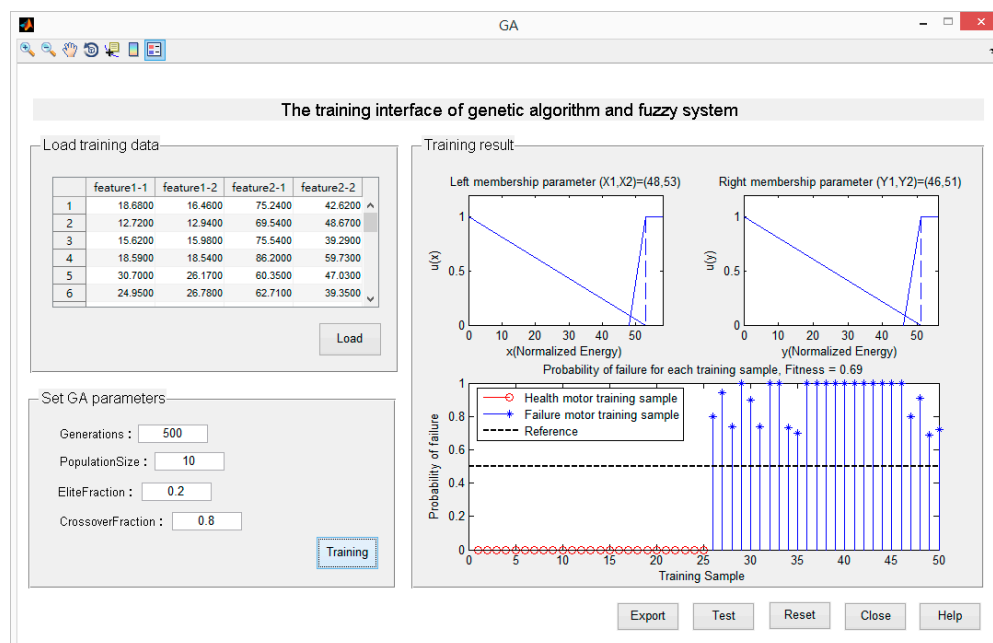 GA
The training interface of genetic algorithm and fuzzy system
Load training data
feature1-1 feature1-2 feature2-1 feature2-2
1 18.6800 16.4600 75.2400 42.6200
2 12.7200 12.9400 69.5400 48.6700
3 15.6200 15.9800 75.5400 39.2900
4 18.5900 18.5400 86.2000 59.7300
5 30.7000 26.1700 60.3500 47.0300
6 24.9500 26.7800 62.7100 39.3500
Load
Set GA parameters
Generations : 500
PopulationSize : 10
EliteFraction : 0.2
CrossoverFraction : 0.8
Training
Training result
Left membership parameter (X1,X2)=(48,53)
1
0.5
0
u(x)
0 10 20 30 40 50
x(Normalized Energy)
Right membership parameter (Y1,Y2)=(46,51)
1
0.5
0
u(y)
0 10 20 30 40 50
y(Normalized Energy)
Probability of failure for each training sample, Fitness = 0.69
1
0.8
0.6
0.4
0.2
0
Probability of failure
Health motor training sample
Failure motor training sample
Reference
0 5 10 15 20 25 30 35 40 45 50
Training Sample
Export Test Reset Close Help